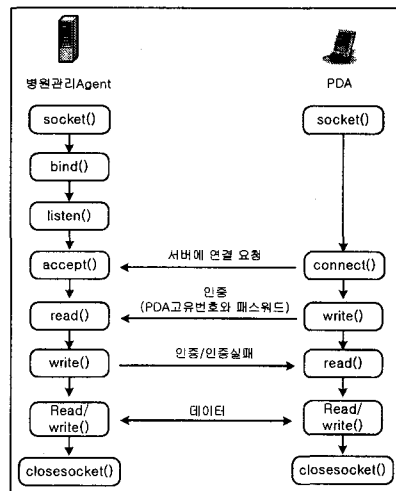 병원관리Agent
PDA
socket()
socket()
bind()
listen()
서버에 연결 요청
accept()
connect()
인증
(PDA고유번호와 패스워드)
read()
write()
인증/인증실패
write()
read()
데이터
Read/
write()
Read/
write()
closesocket()
closesocket()